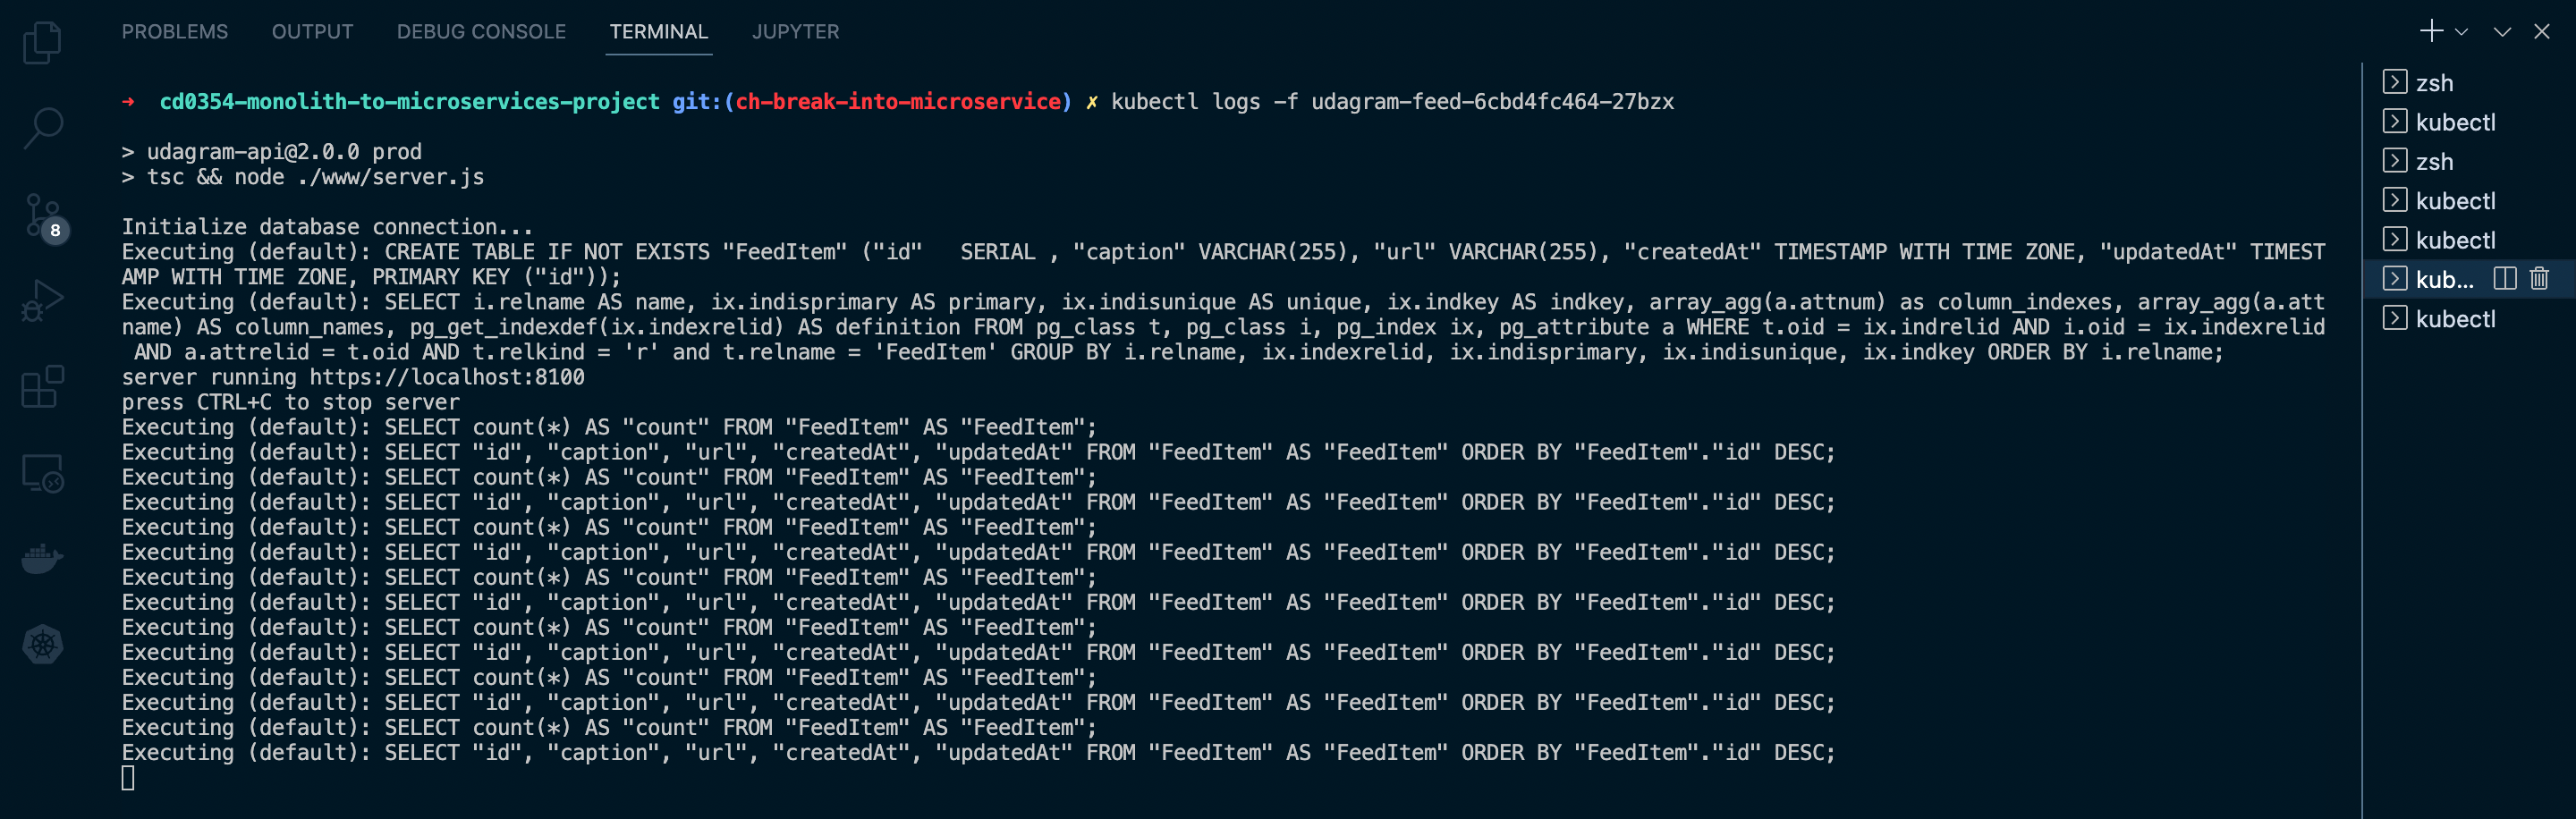 PROBLEMS OUTPUT DEBUG CONSOLE TERMINAL JUPYTER
→ cd0354-monolith-to-microservices-project git:(ch-break-into-microservice) ✗ kubectl logs -f udagram-feed-6cbd4fc464-27bzx
> udagram-api@2.0.0 prod
> tsc && node ./www/server.js
Initialize database connection...
Executing (default): CREATE TABLE IF NOT EXISTS "FeedItem" ("id"   SERIAL , "caption" VARCHAR(255), "url" VARCHAR(255), "createdAt" TIMESTAMP WITH TIME ZONE, "updatedAt" TIMEST
AMP WITH TIME ZONE, PRIMARY KEY ("id"));
Executing (default): SELECT i.relname AS name, ix.indisprimary AS primary, ix.indisunique AS unique, ix.indkey AS indkey, array_agg(a.attnum) as column_indexes, array_agg(a.att
name) AS column_names, pg_get_indexdef(ix.indexrelid) AS definition FROM pg_class t, pg_class i, pg_index ix, pg_attribute a WHERE t.oid = ix.indrelid AND i.oid = ix.indexrelid
 AND a.attrelid = t.oid AND t.relkind = 'r' and t.relname = 'FeedItem' GROUP BY i.relname, ix.indexrelid, ix.indisprimary, ix.indisunique, ix.indkey ORDER BY i.relname;
server running https://localhost:8100
press CTRL+C to stop server
Executing (default): SELECT count(*) AS "count" FROM "FeedItem" AS "FeedItem";
Executing (default): SELECT "id", "caption", "url", "createdAt", "updatedAt" FROM "FeedItem" AS "FeedItem" ORDER BY "FeedItem"."id" DESC;
Executing (default): SELECT count(*) AS "count" FROM "FeedItem" AS "FeedItem";
Executing (default): SELECT "id", "caption", "url", "createdAt", "updatedAt" FROM "FeedItem" AS "FeedItem" ORDER BY "FeedItem"."id" DESC;
Executing (default): SELECT count(*) AS "count" FROM "FeedItem" AS "FeedItem";
Executing (default): SELECT "id", "caption", "url", "createdAt", "updatedAt" FROM "FeedItem" AS "FeedItem" ORDER BY "FeedItem"."id" DESC;
Executing (default): SELECT count(*) AS "count" FROM "FeedItem" AS "FeedItem";
Executing (default): SELECT "id", "caption", "url", "createdAt", "updatedAt" FROM "FeedItem" AS "FeedItem" ORDER BY "FeedItem"."id" DESC;
Executing (default): SELECT count(*) AS "count" FROM "FeedItem" AS "FeedItem";
Executing (default): SELECT "id", "caption", "url", "createdAt", "updatedAt" FROM "FeedItem" AS "FeedItem" ORDER BY "FeedItem"."id" DESC;
Executing (default): SELECT count(*) AS "count" FROM "FeedItem" AS "FeedItem";
Executing (default): SELECT "id", "caption", "url", "createdAt", "updatedAt" FROM "FeedItem" AS "FeedItem" ORDER BY "FeedItem"."id" DESC;
Executing (default): SELECT count(*) AS "count" FROM "FeedItem" AS "FeedItem";
Executing (default): SELECT "id", "caption", "url", "createdAt", "updatedAt" FROM "FeedItem" AS "FeedItem" ORDER BY "FeedItem"."id" DESC;
8
zsh
kubectl
zsh
kubectl
kubectl
kub...
kubectl